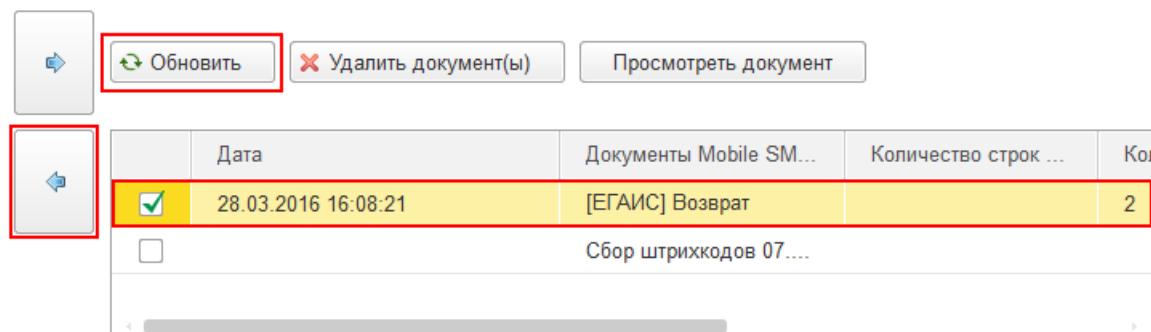 Обновить Удалить документ(ы) Просмотреть документ
Дата Документы Mobile SM... Количество строк ... Кол
28.03.2016 16:08:21 [ЕГАИС] Возврат 2
Сбор штрихкодов 07....